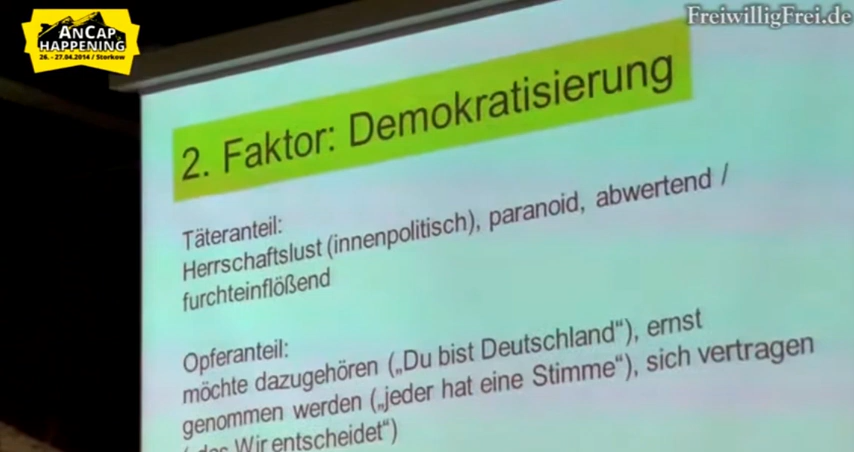 ANCAP
HAPPENING
26. - 27.04.2014 / Storkow
FreiwilligFrei.de
2. Faktor: Demokratisierung
Täteranteil:
Herrschaftslust (innenpolitisch), paranoid, abwertend /
furchteinflößend
Opferanteil:
möchte dazugehören („Du bist Deutschland“), ernst
genommen werden („jeder hat eine Stimme“), sich vertragen
(„das Wir entscheidet“)